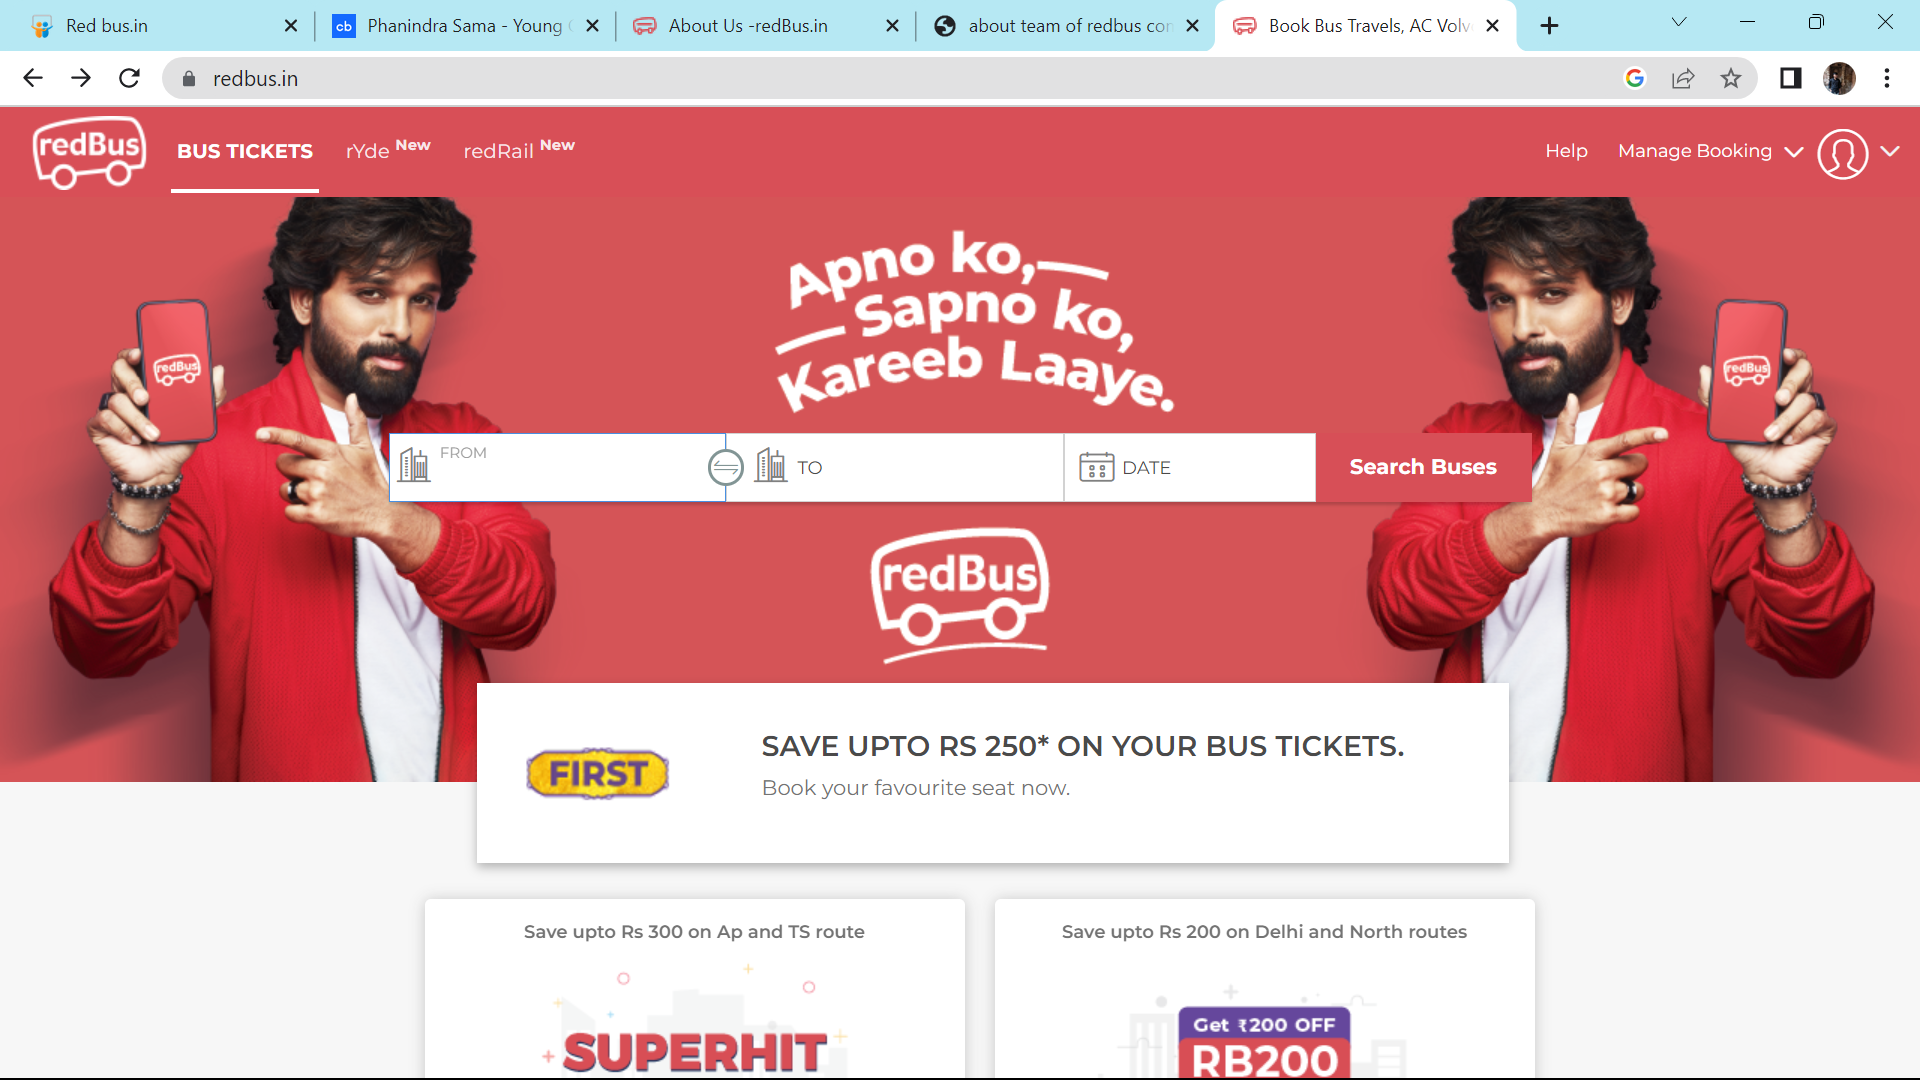 Red bus.in
Phanindra Sama - Young
About Us -redBus.in
about team of redbus con
Book Bus Travels, AC Volv
redbus.in
redBus
BUS TICKETS
rYde New
redRail New
Help
Manage Booking
Apno ko,
Sapno ko,
Kareeb Laaye.
redBus
redBus
FROM
TO
DATE
Search Buses
redBus
FIRST
SAVE UPTO RS 250* ON YOUR BUS TICKETS.
Book your favourite seat now.
Save upto Rs 300 on Ap and TS route
SUPERHIT
Save upto Rs 200 on Delhi and North routes
Get ₹200 OFF
RB200